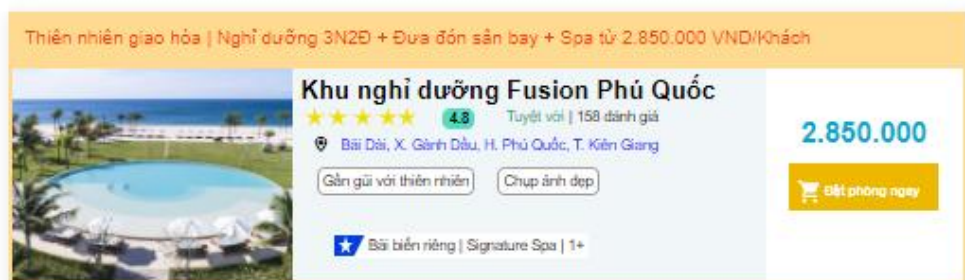 Thiên nhiên giao hòa | Nghỉ dưỡng 3N2Đ + Đưa đón sân bay + Spa từ 2.850.000 VND/Khách
Khu nghỉ dưỡng Fusion Phú Quốc
4.8 Tuyệt vời | 158 đánh giá
Bãi Dài, X. Gành Dầu, H. Phú Quốc, T. Kiên Giang
Gần gũi với thiên nhiên Chụp ảnh đẹp
Bãi biển riêng | Signature Spa | 1+
2.850.000
Đặt phòng ngay